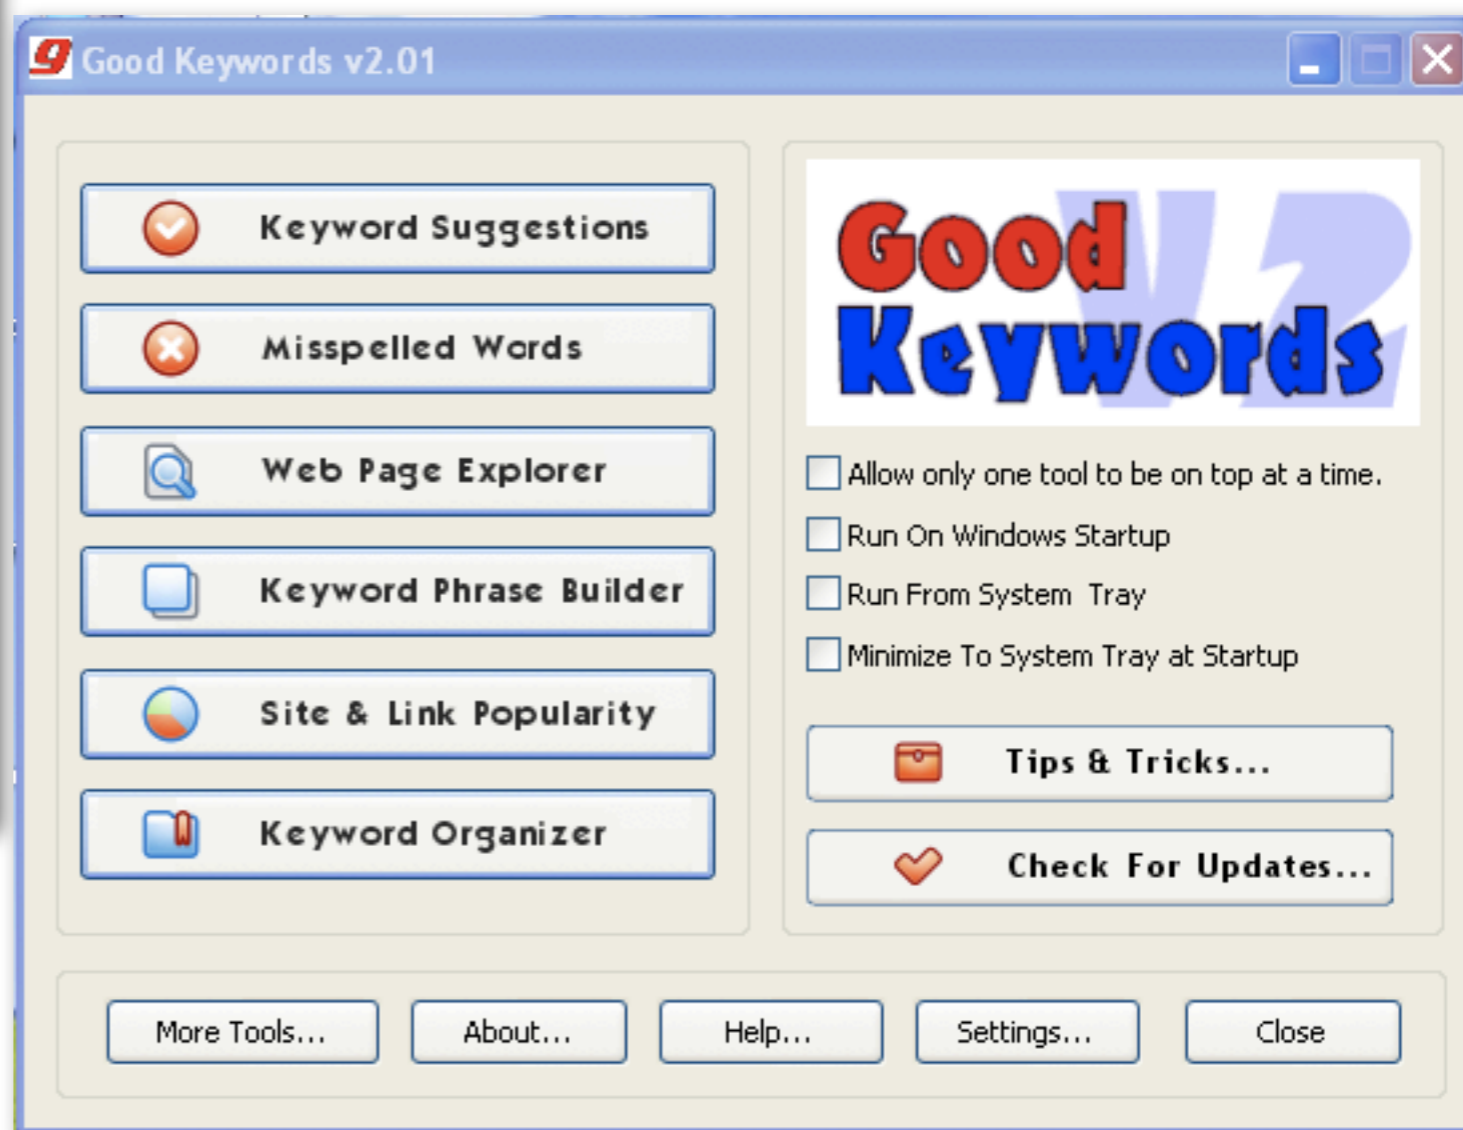 Good Keywords v2.01
Keyword Suggestions
Misspelled Words
Web Page Explorer
Keyword Phrase Builder
Site & Link Popularity
Keyword Organizer
V2
Good
Keywords
Allow only one tool to be on top at a time.
Run On Windows Startup
Run From System Tray
Minimize To System Tray at Startup
Tips & Tricks...
Check For Updates...
More Tools...
About...
Help...
Settings...
Close